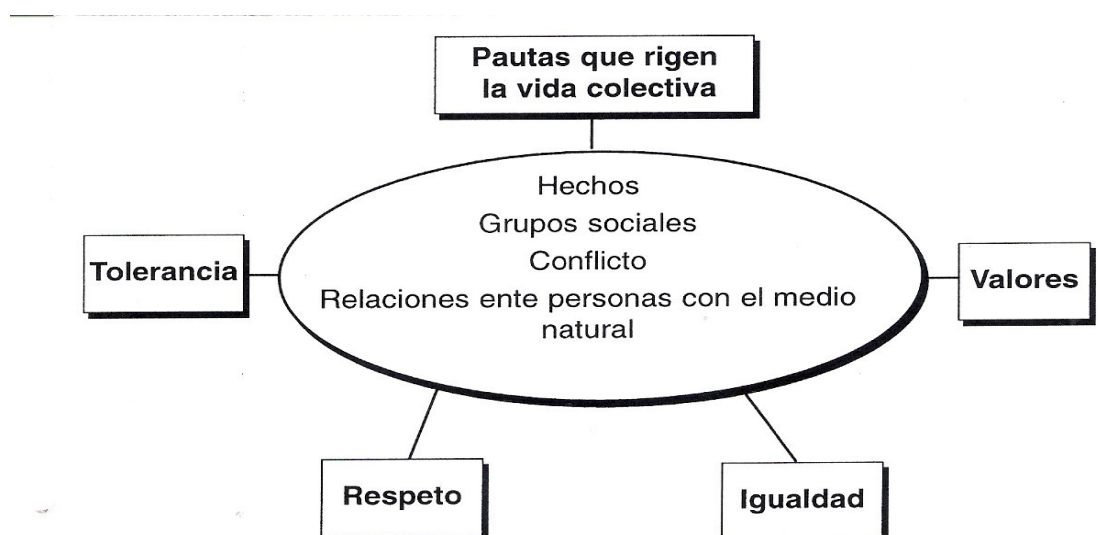 Pautas que rigen
la vida colectiva
Hechos
Grupos sociales
Conflicto
Relaciones ente personas con el medio
natural
Tolerancia
Valores
Respeto
Igualdad